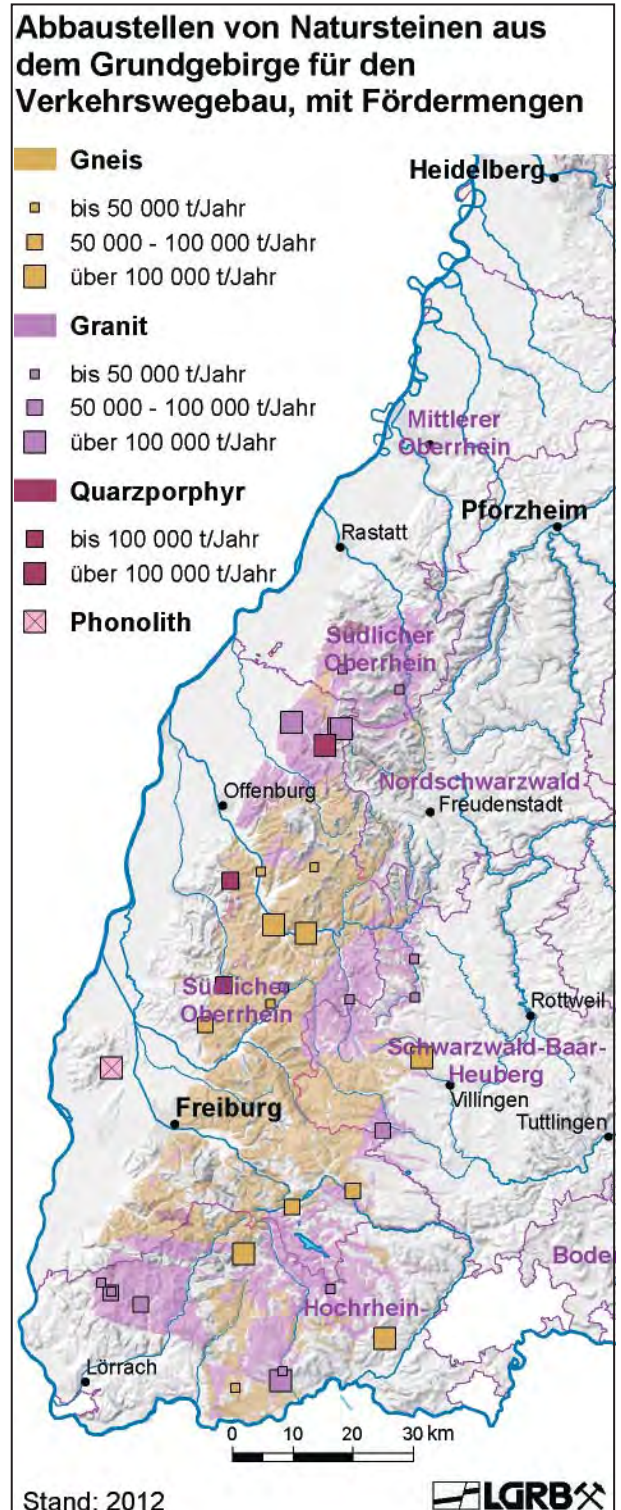 Abbaustellen von Natursteinen aus
dem Grundgebirge für den
Verkehrswegebau, mit Fördermengen
Gneis
bis 50 000 t/Jahr
50 000 - 100 000 t/Jahr
über 100 000 t/Jahr
Granit
bis 50 000 t/Jahr
50 000 - 100 000 t/Jahr
über 100 000 t/Jahr
Quarzporphyr
bis 100 000 t/Jahr
über 100 000 t/Jahr
Phonolith
Heidelberg
Mittlerer
Oberrhein
Pforzheim
Rastatt
Südlicher
Oberrhein
Offenburg
Nordschwarzwald
Freudenstadt
Südlicher
Oberrhein
Rottweil
Schwarzwald-Baar-
Heuberg
Villingen
Freiburg
Tuttlingen
Bode
Hochrhein-
Lörrach
0 10 20 30 km
Stand: 2012
LGRB